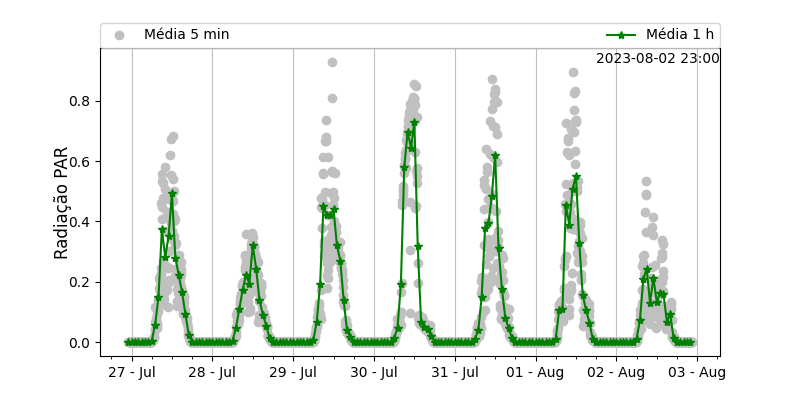 Média 5 min
Média 1 h
2023-08-02 23:00
Radiação PAR
0.8
0.6
0.4
0.2
0.0
27 - Jul
28 - Jul
29 - Jul
30 - Jul
31 - Jul
01 - Aug
02 - Aug
03 - Aug